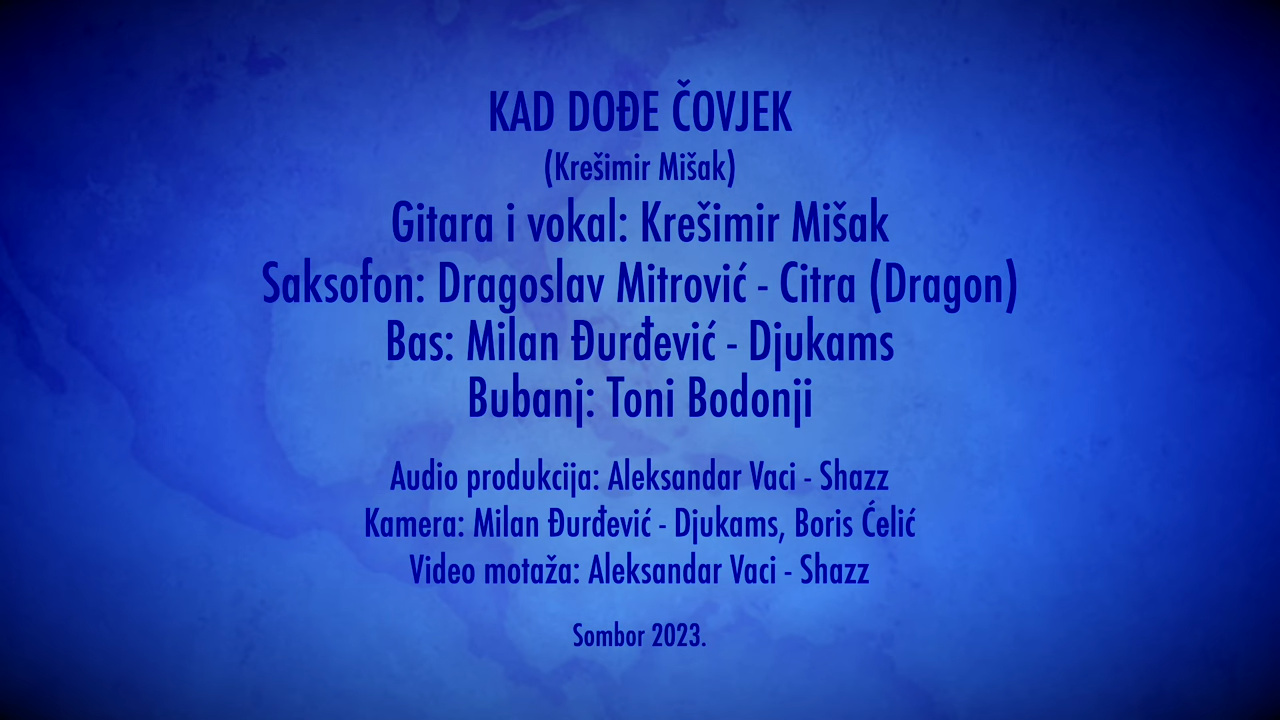 KAD DOĐE ČOVJEK
(Krešimir Mišak)
Gitara i vokal: Krešimir Mišak
Saksofon: Dragoslav Mitrović - Citra (Dragon)
Bas: Milan Đurđević - Djukams
Bubanj: Toni Bodonji
Audio produkcija: Aleksandar Vaci - Shazz
Kamera: Milan Đurđević - Djukams, Boris Ćelić
Video motaža: Aleksandar Vaci - Shazz
Sombor 2023.